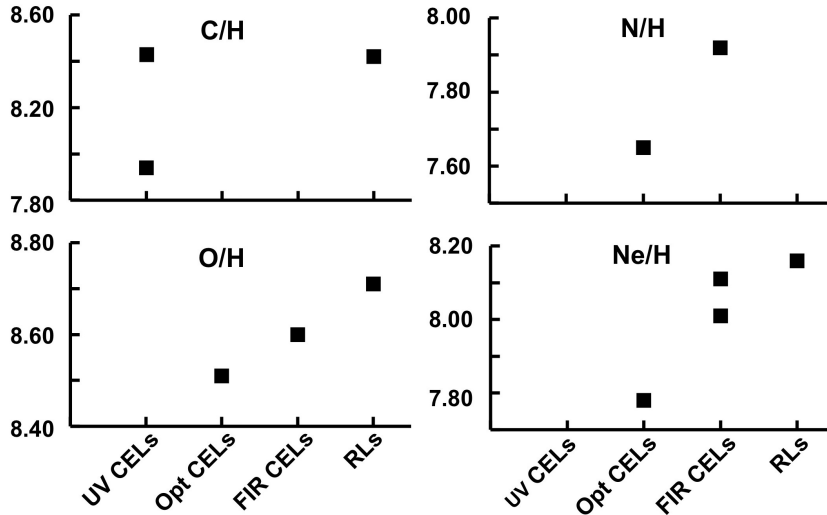 C/H
8.60
8.20
7.80
N/H
8.00
7.80
7.60
O/H
8.80
8.60
8.40
UV CELs
Opt CELs
FIR CELs
RLs
Ne/H
8.20
8.00
7.80
UV CELs
Opt CELs
FIR CELs
RLs